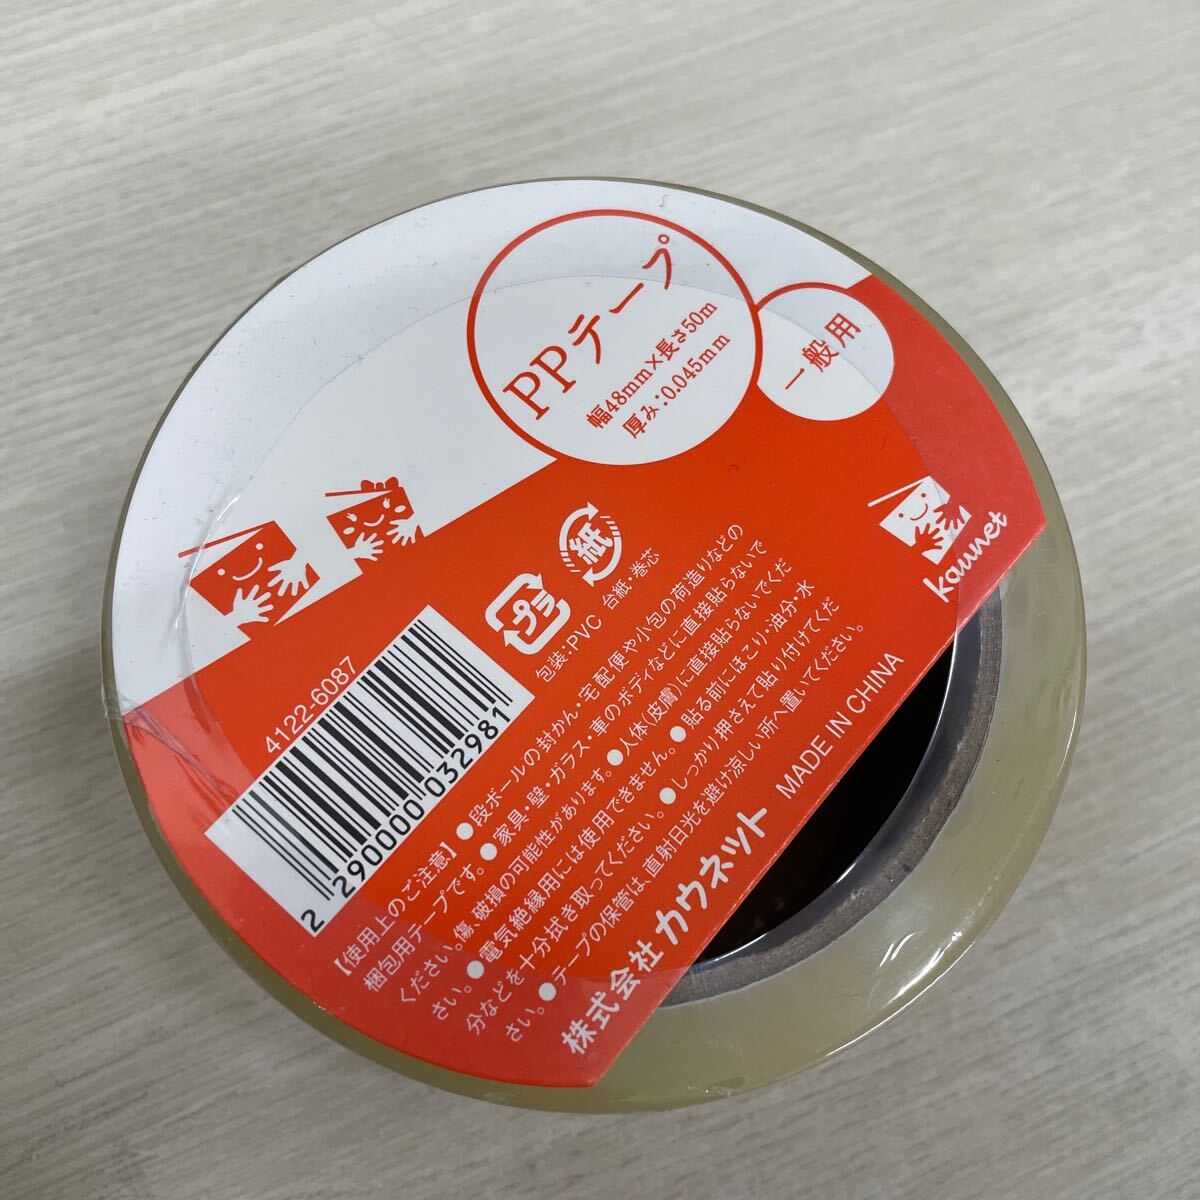 PPテープ
幅48mm×長さ50m
厚み:0.045mm
一般用
kaunet
紙
台紙・巻芯
プラ
包装:PVC
4122-6087
2 290000 032981
【使用上のご注意】●段ボールの封かん・宅配便や小包の荷造りなどの
梱包用テープです。●家具・壁・ガラス・車のボディなどに直接貼らないで
ください。傷、破損の可能性があります。●人体(皮膚)に直接貼らないでくだ
さい。●電気絶縁用には使用できません。●貼る前にほこり・油分・水
分などを十分拭き取ってください。●しっかり押さえて貼り付けてくだ
さい。●テープの保管は、直射日光を避け涼しい所へ置いてください。
株式会社カウネット MADE IN CHINA